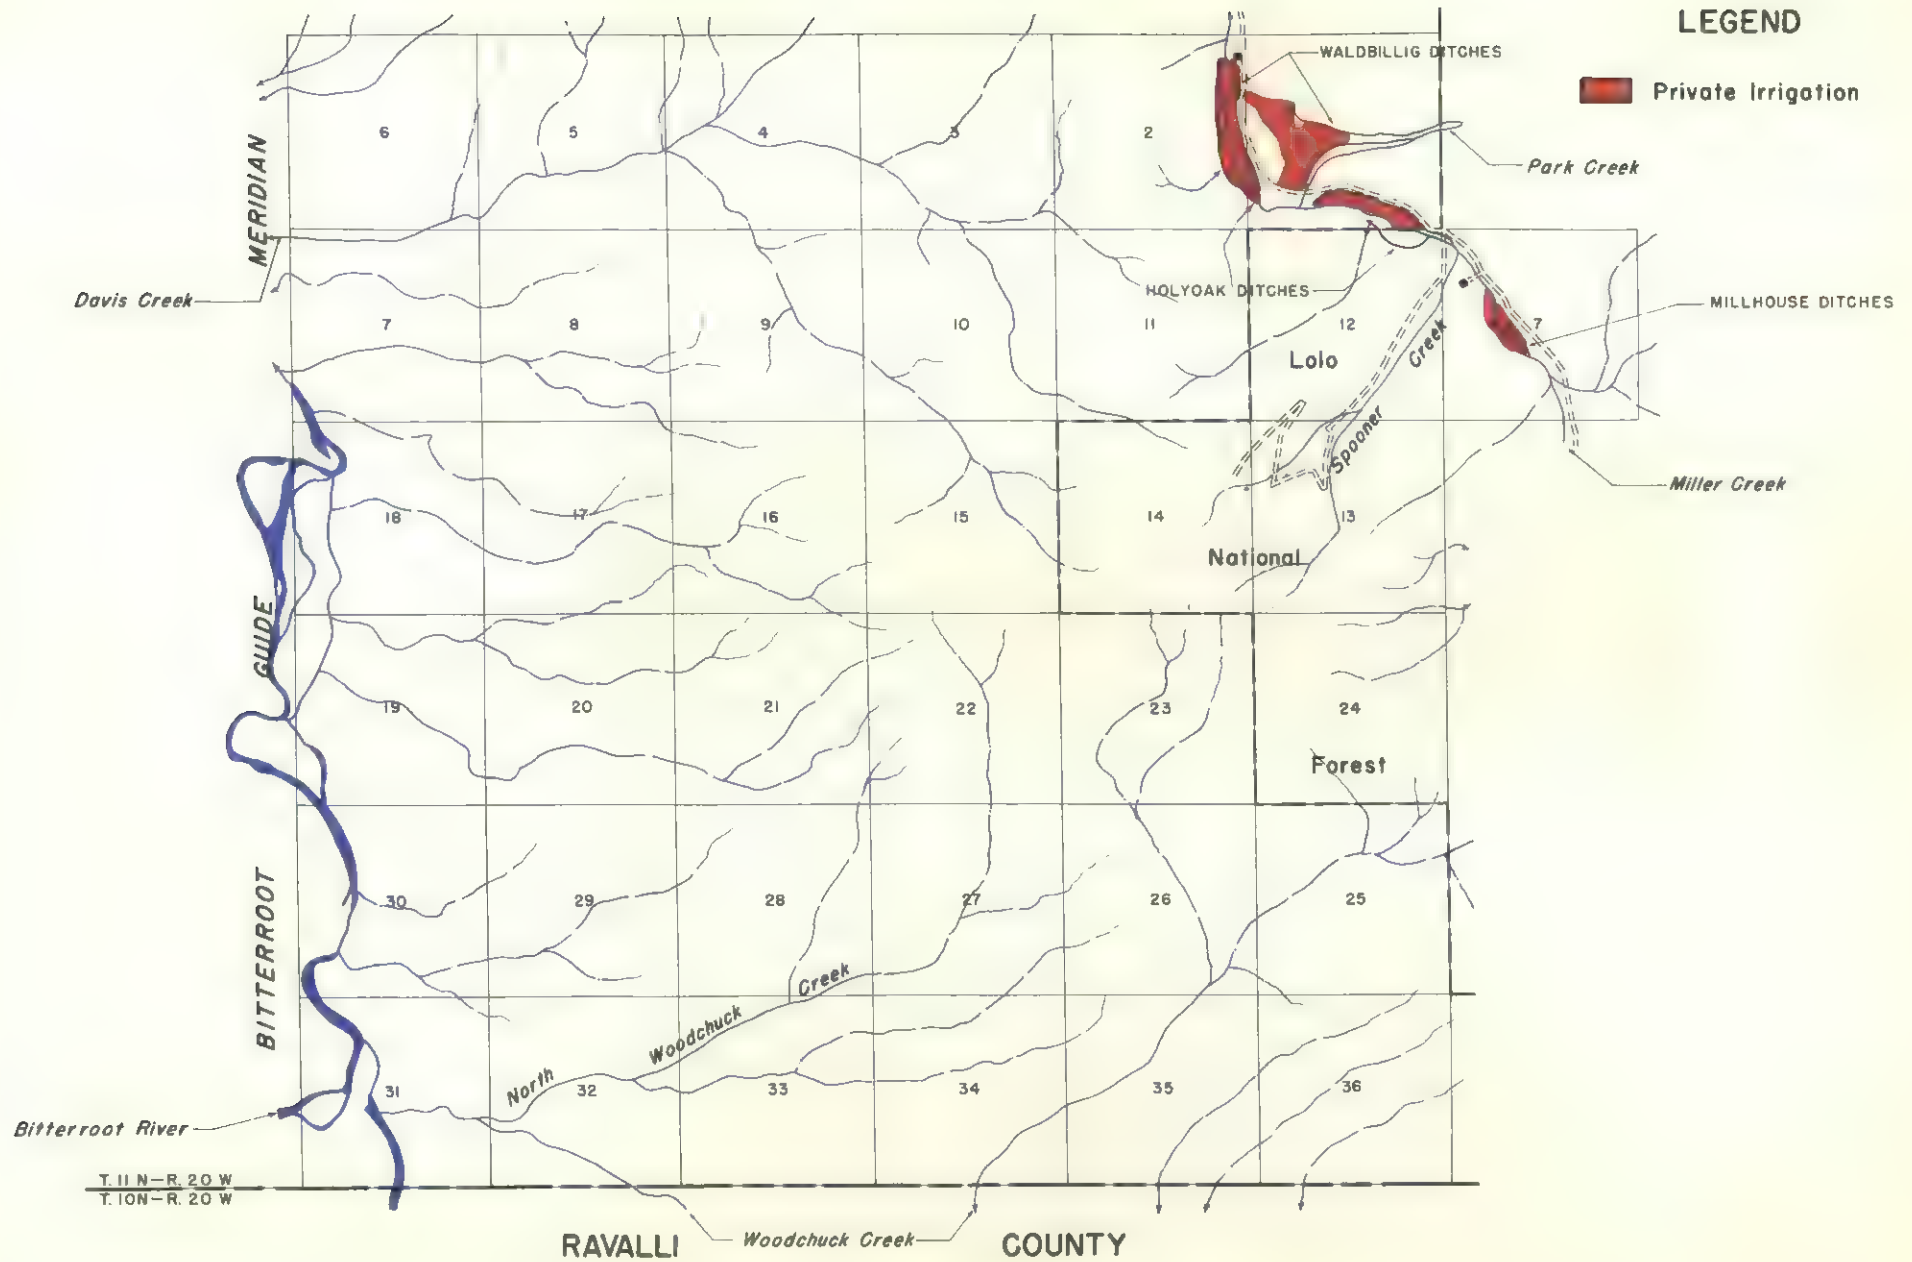 LEGEND
WALDBILLIG DITCHES
Private Irrigation
6
5
4
3
2
Park Creek
MERIDIAN
Davis Creek
HOLYOAK DITCHES
MILLHOUSE DITCHES
7
8
9
10
11
12
7
Lolo
Spooner Creek
Miller Creek
18
17
16
15
14
13
National
GUIDE
19
20
21
22
23
24
Forest
30
29
28
27
26
25
BITTERROOT
North Woodchuck Creek
31
32
33
34
35
36
Bitterroot River
T. 11 N—R. 20 W
T. 10N—R. 20 W
Woodchuck Creek
RAVALLI COUNTY